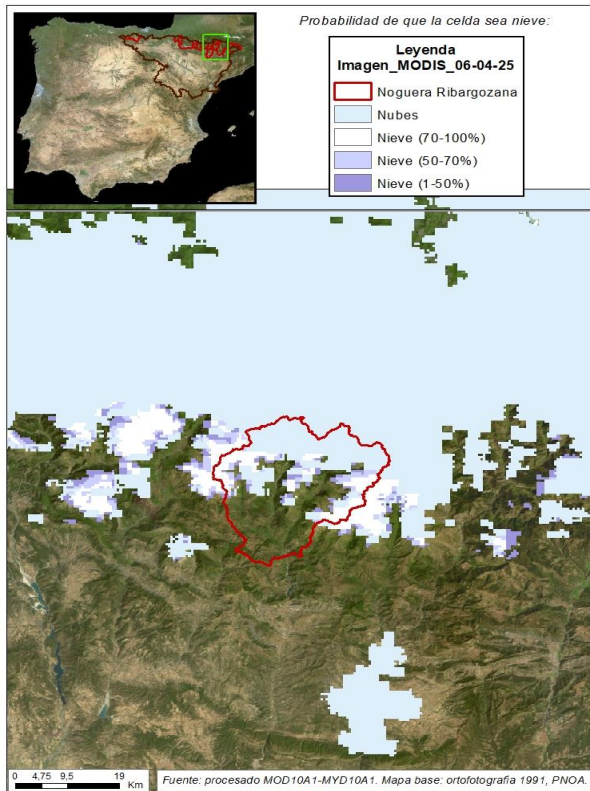 Probabilidad de que la celda sea nieve:
Leyenda
Imagen_MODIS_06-04-25
Noguera Ribargozana
Nubes
Nieve (70-100%)
Nieve (50-70%)
Nieve (1-50%)
0 4,75 9,5 19
Km
Fuente: procesado MOD10A1-MYD10A1. Mapa base: ortofotografia 1991, PNOA.